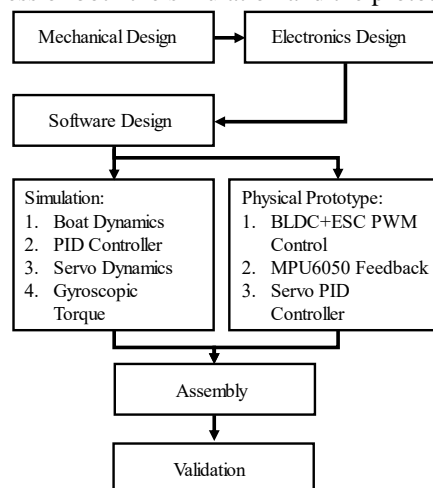 Mechanical Design
Electronics Design
Software Design
Simulation:
1. Boat Dynamics
2. PID Controller
3. Servo Dynamics
4. Gyroscopic
Torque
Physical Prototype:
1. BLDC+ESC PWM
Control
2. MPU6050 Feedback
3. Servo PID
Controller
Assembly
Validation